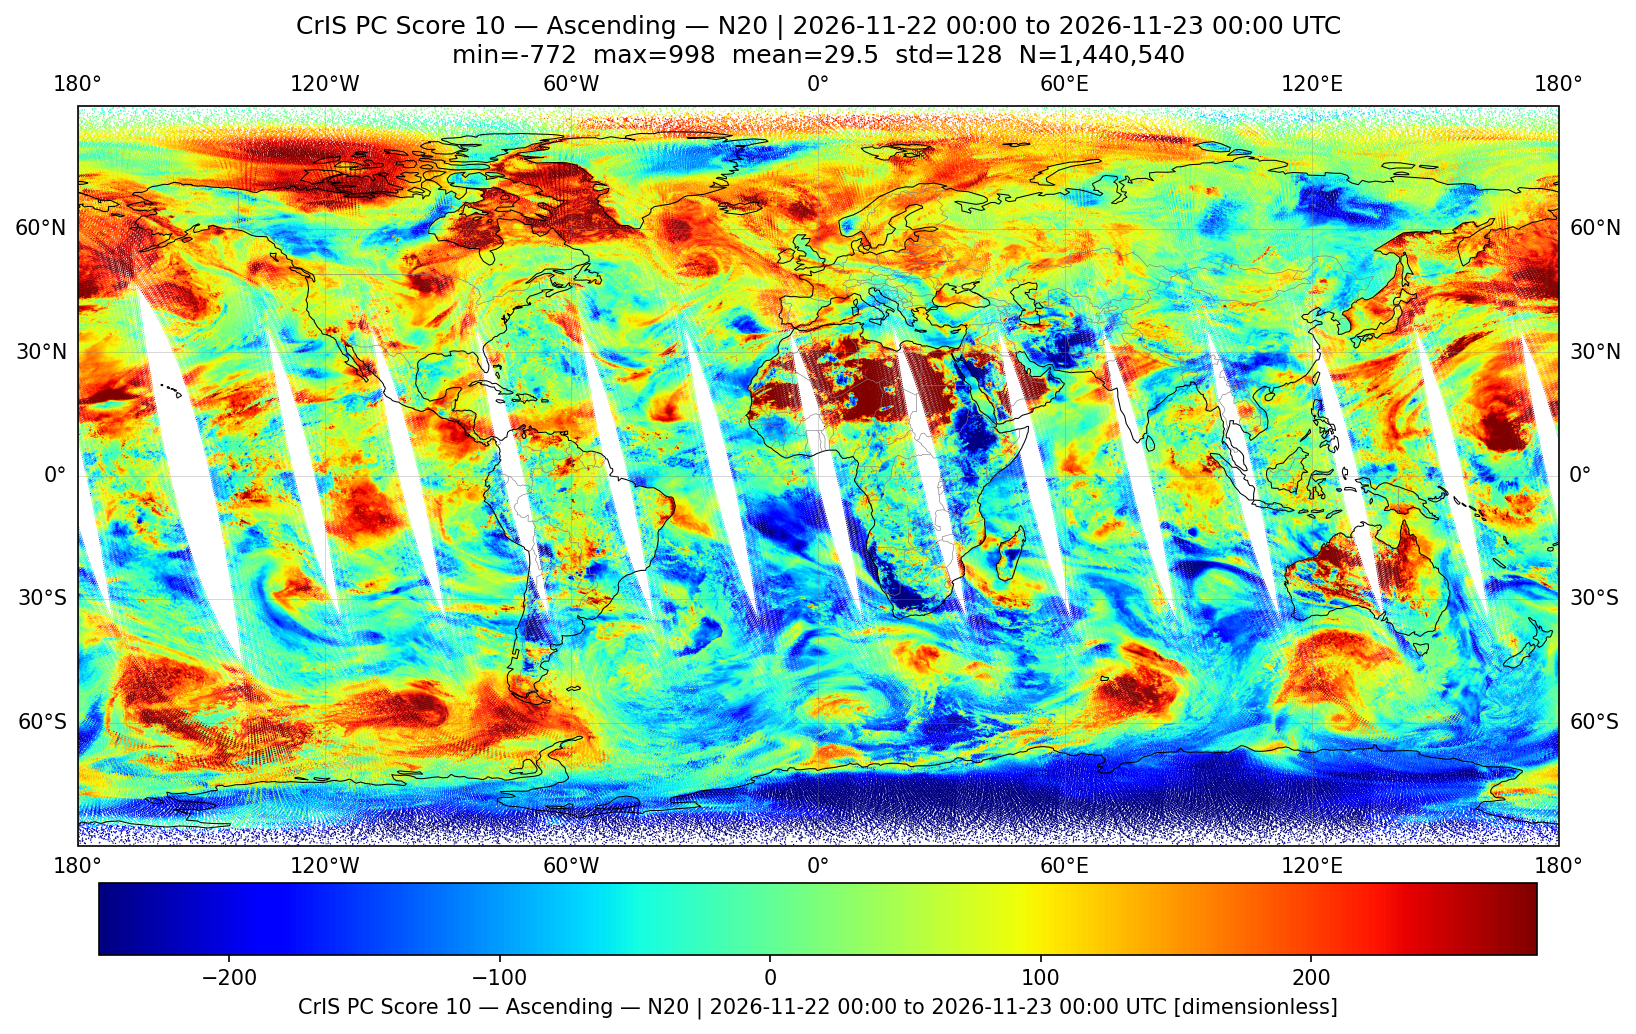 CrIS PC Score 10 — Ascending — N20 | 2026-11-22 00:00 to 2026-11-23 00:00 UTC
min=-772 max=998 mean=29.5 std=128 N=1,440,540
180° 120°W 60°W 0° 60°E 120°E 180°
60°N 60°N
30°N 30°N
0° 0°
30°S 30°S
60°S 60°S
180° 120°W 60°W 0° 60°E 120°E 180°
−200 −100 0 100 200
CrIS PC Score 10 — Ascending — N20 | 2026-11-22 00:00 to 2026-11-23 00:00 UTC [dimensionless]